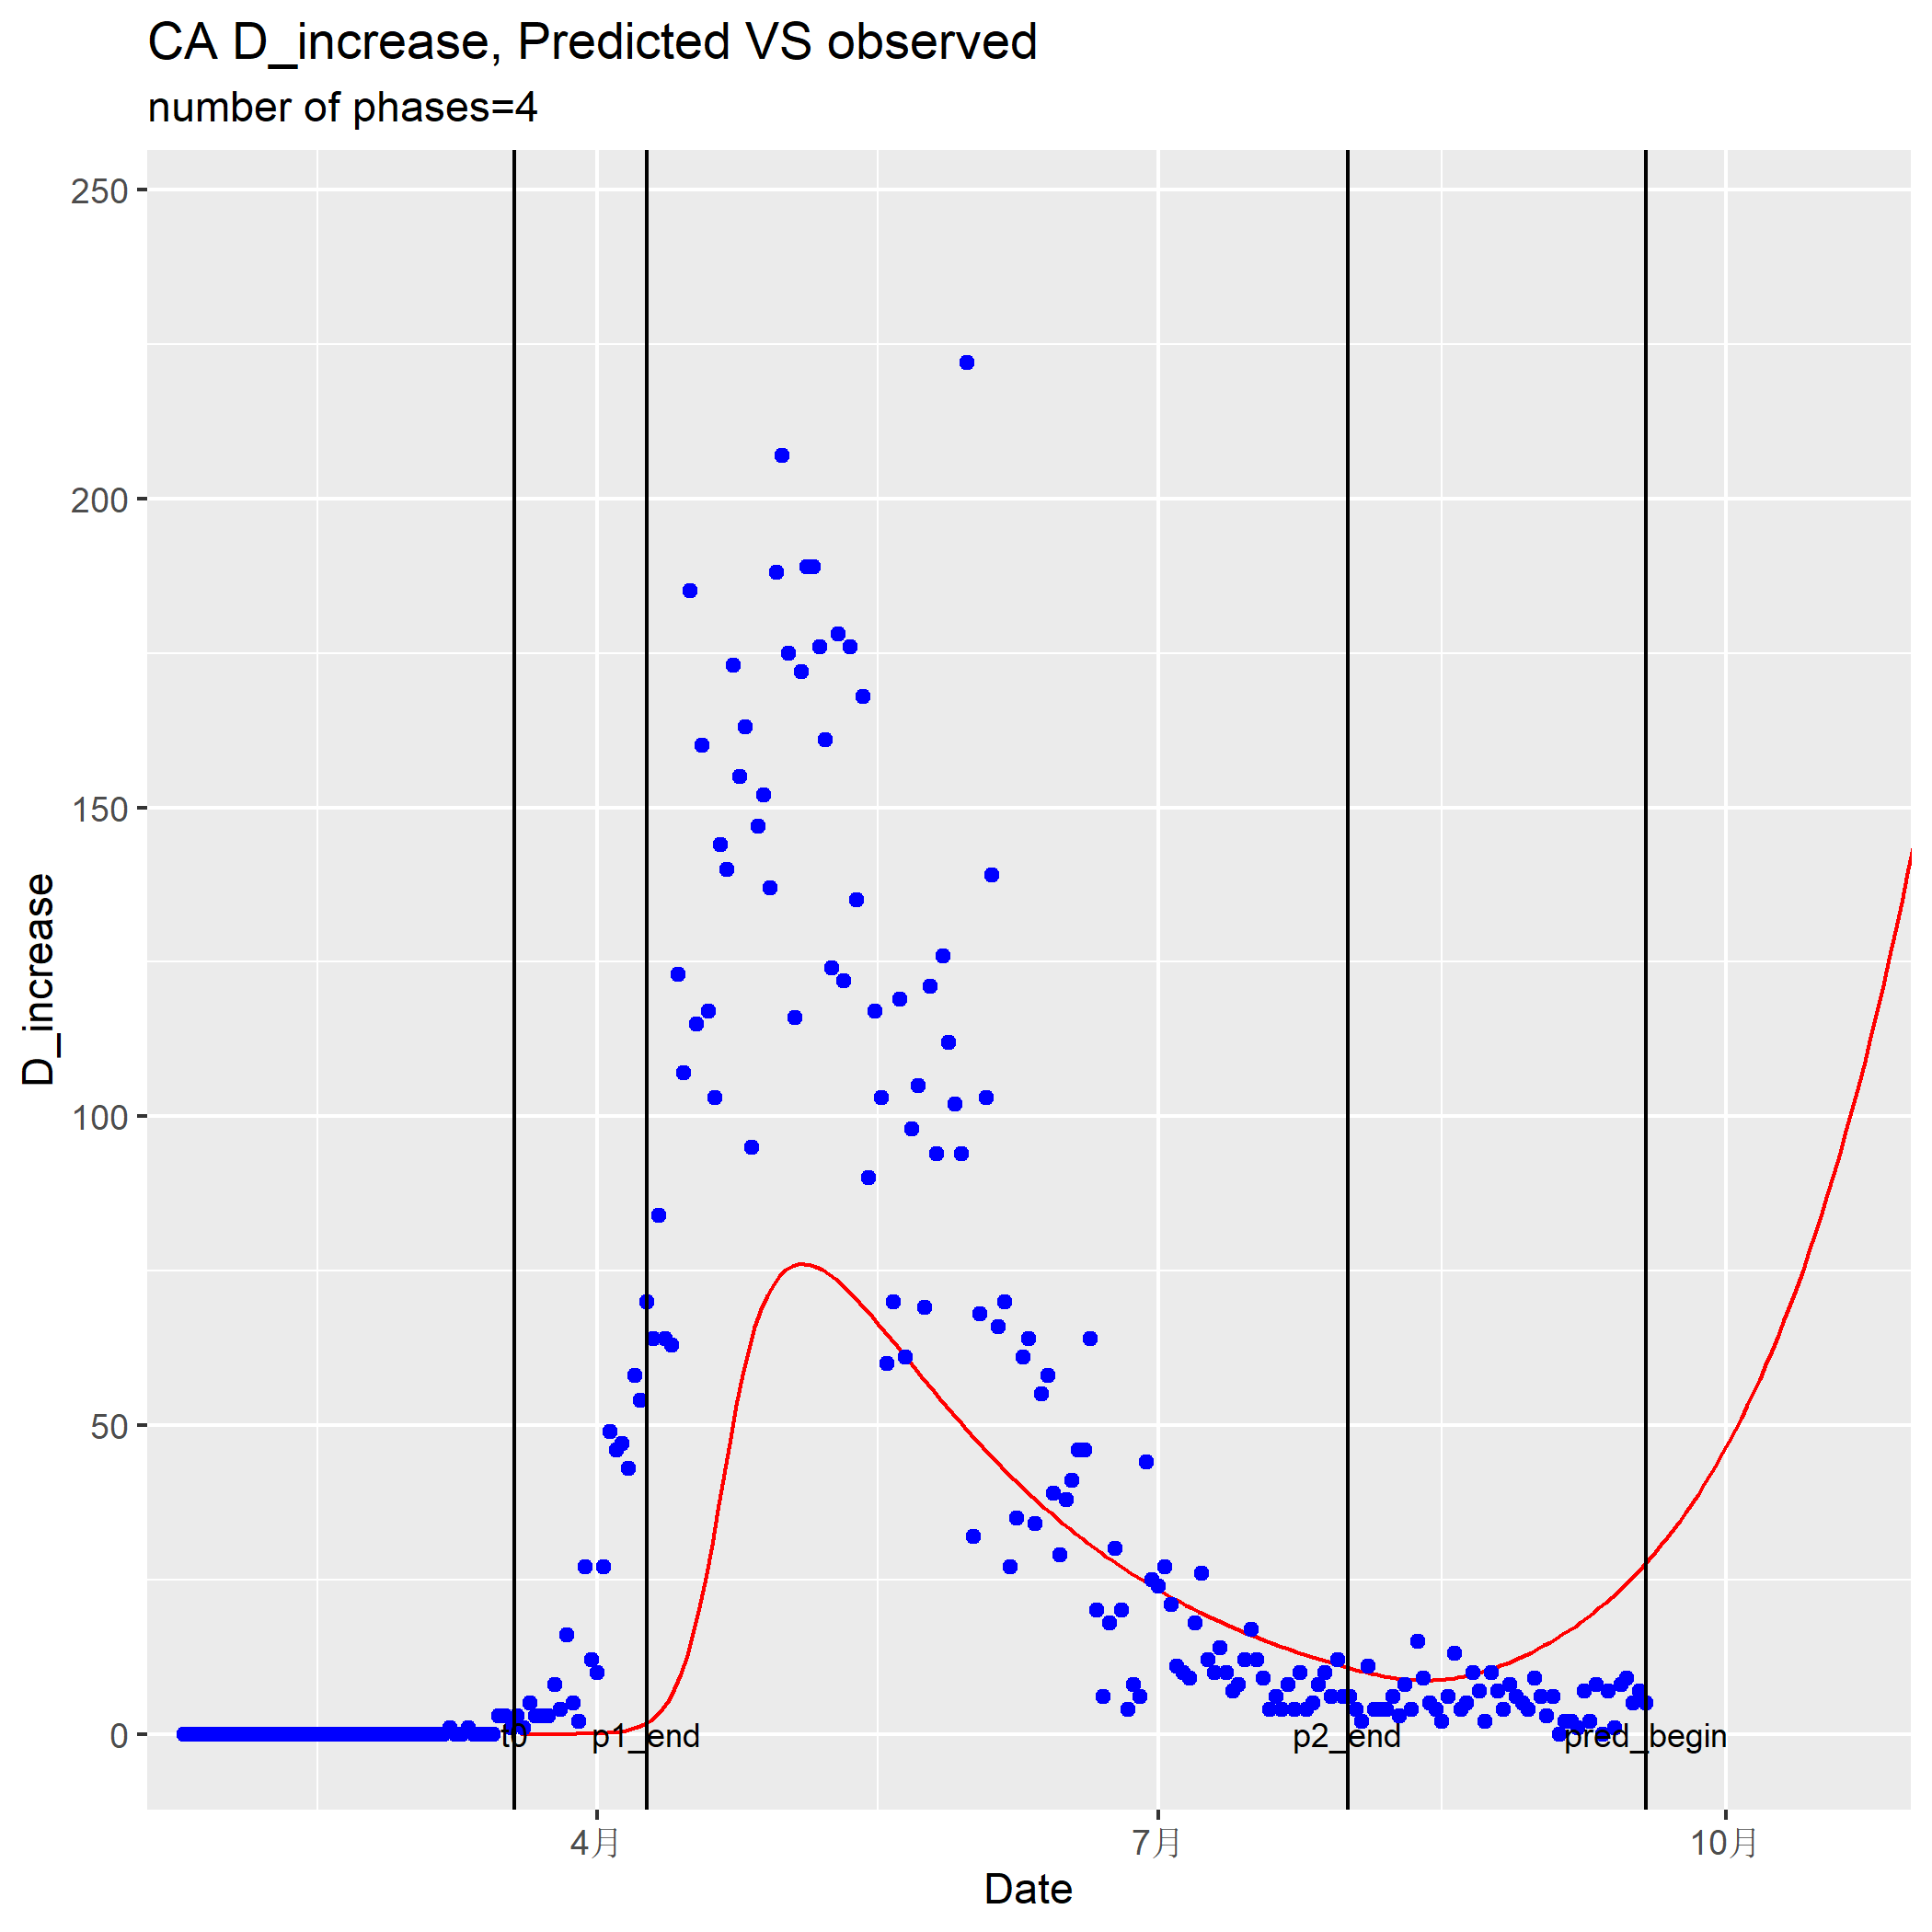 CA D_increase, Predicted VS observed
number of phases=4
250
200
150
100
50
0
D_increase
t0
p1_end
p2_end
pred_begin
4月
7月
10月
Date